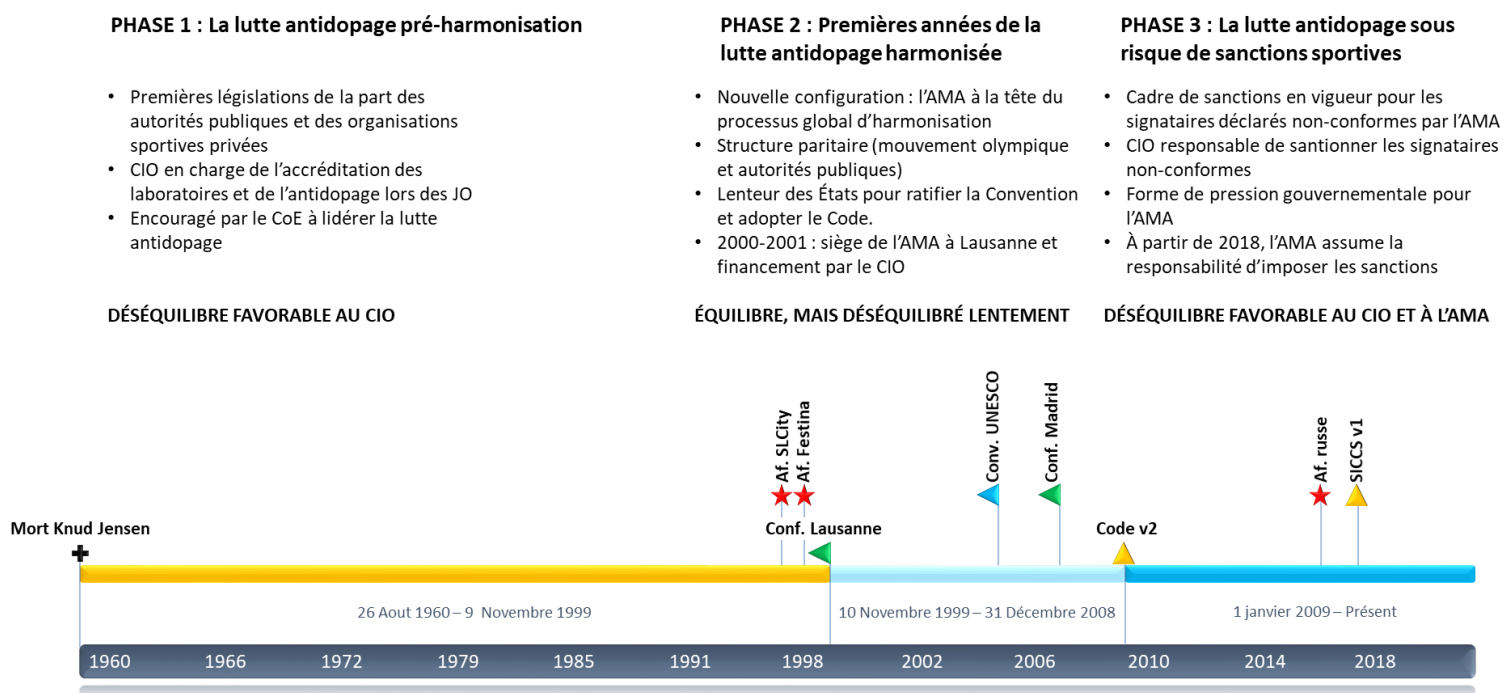 PHASE 1 : La lutte antidopage pré-harmonisation
• Premières législations de la part des
autorités publiques et des organisations
sportives privées
• CIO en charge de l’accréditation des
laboratoires et de l’antidopage lors des JO
• Encouragé par le CoE à lidérer la lutte
antidopage
DÉSÉQUILIBRE FAVORABLE AU CIO
PHASE 2 : Premières années de la
lutte antidopage harmonisée
• Nouvelle configuration : l’AMA à la tête du
processus global d’harmonisation
• Structure paritaire (mouvement olympique
et autorités publiques)
• Lenteur des États pour ratifier la Convention
et adopter le Code.
• 2000-2001 : siège de l’AMA à Lausanne et
financement par le CIO
ÉQUILIBRE, MAIS DÉSÉQUILIBRÉ LENTEMENT
PHASE 3 : La lutte antidopage sous
risque de sanctions sportives
• Cadre de sanctions en vigueur pour les
signataires déclarés non-conformes par l’AMA
• CIO responsable de santionner les signataires
non-conformes
• Forme de pression gouvernementale pour
l’AMA
• À partir de 2018, l’AMA assume la
responsabilité d’imposer les sanctions
DÉSÉQUILIBRE FAVORABLE AU CIO ET À L’AMA
Mort Knud Jensen
Af. SLCity
Af. Festina
Conf. Lausanne
Conv. UNESCO
Conf. Madrid
Code v2
Af. russe
SICCS v1
26 Aout 1960 – 9 Novembre 1999
10 Novembre 1999 – 31 Décembre 2008
1 janvier 2009 – Présent
1960 1966 1972 1979 1985 1991 1998 2002 2006 2010 2014 2018